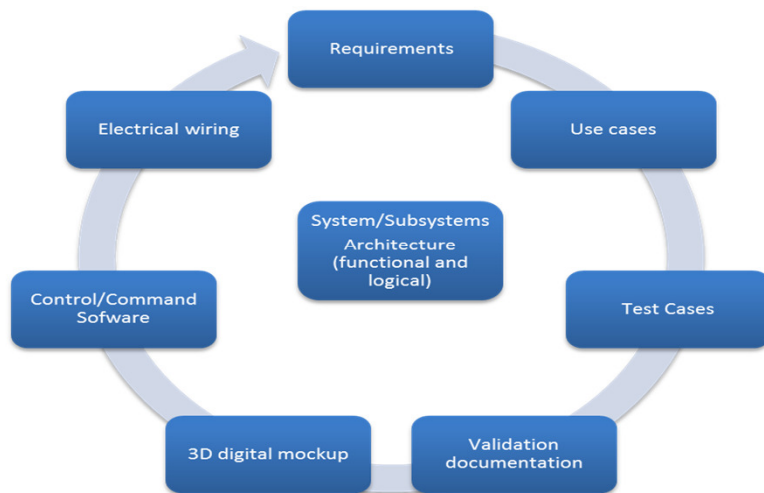 Requirements
Use cases
Test Cases
Validation
documentation
3D digital mockup
Control/Command
Sofware
Electrical wiring
System/Subsystems
Architecture
(functional and
logical)